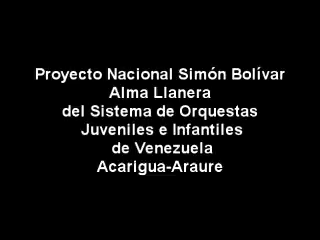 Proyecto Nacional Simón Bolívar
Alma Llanera
del Sistema de Orquestas
Juveniles e Infantiles
de Venezuela
Acarigua-Araure